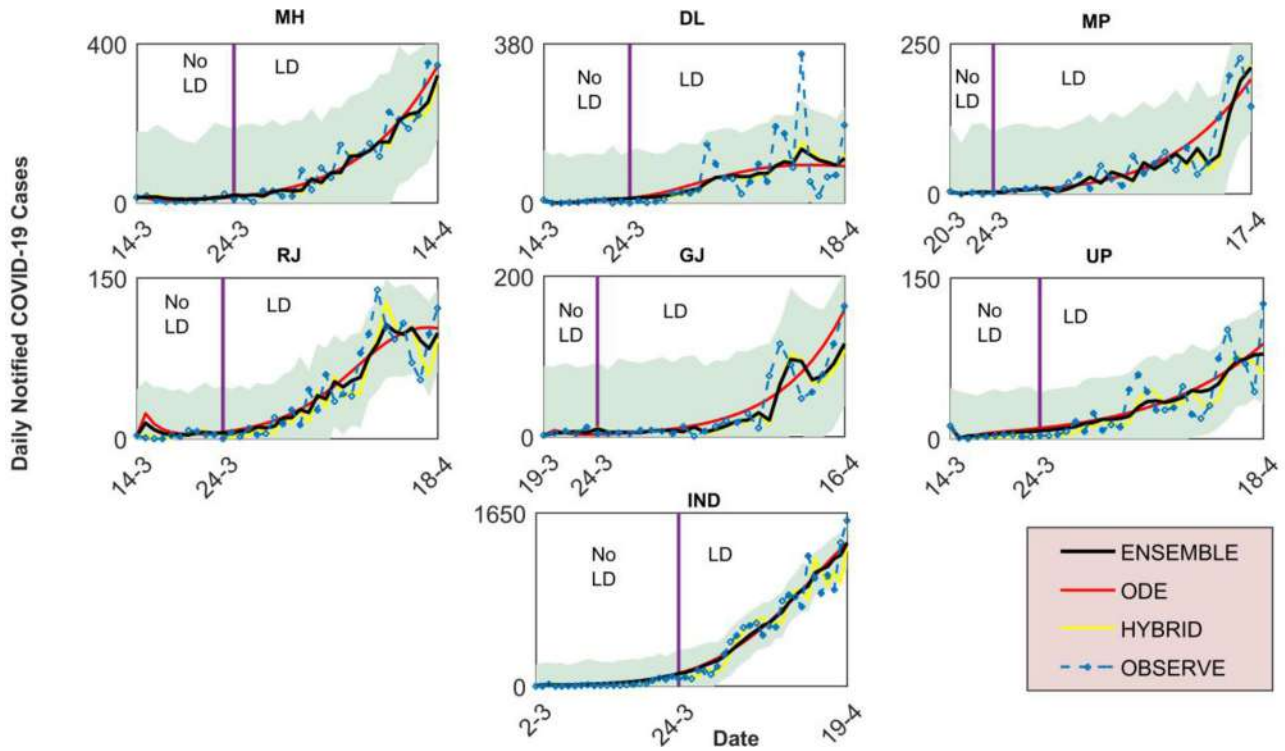 MH
DL
MP
400
380
250
No
LD
LD
No
LD
LD
No
LD
LD
0
0
0
14-3
24-3
14-4
14-3
24-3
18-4
20-3
24-3
17-4
Daily Notified COVID-19 Cases
RJ
GJ
UP
150
200
150
No
LD
LD
No
LD
LD
No
LD
LD
0
0
0
14-3
24-3
18-4
19-3
24-3
16-4
14-3
24-3
18-4
IND
1650
No
LD
LD
0
2-3
24-3
19-4
Date
ENSEMBLE
ODE
HYBRID
OBSERVE